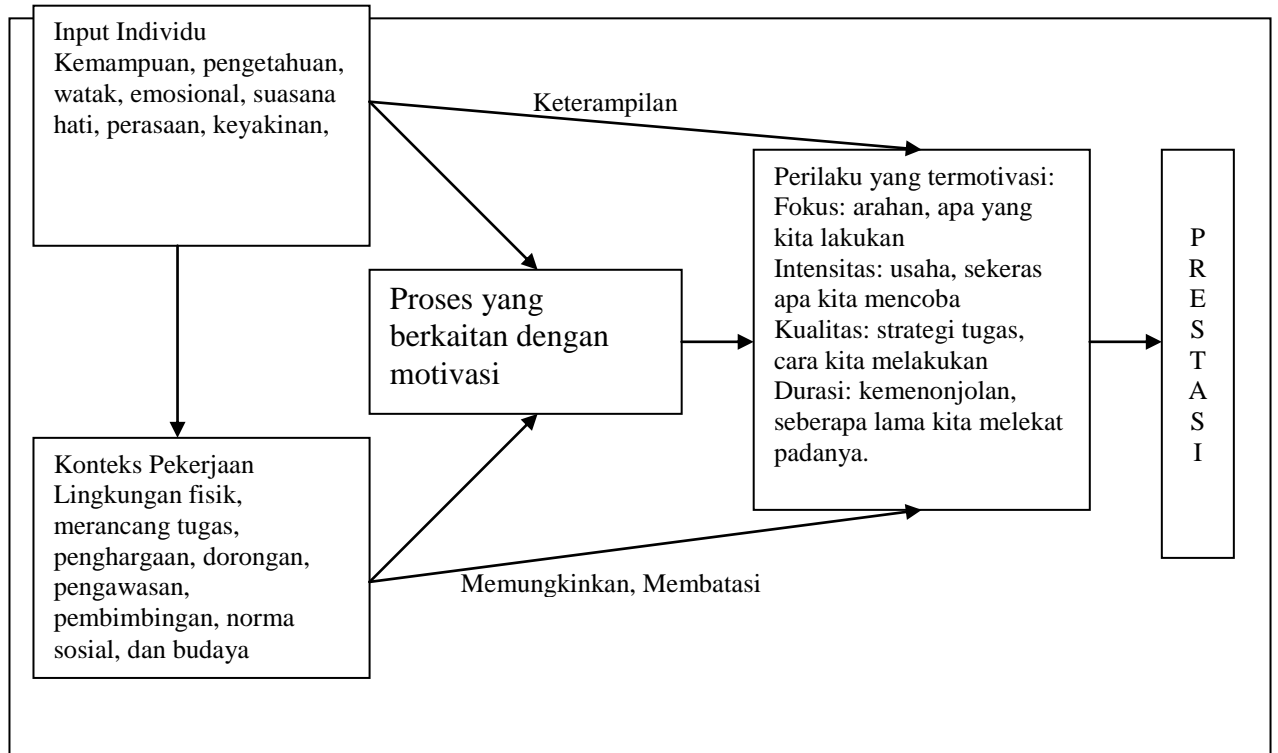 Input Individu
Kemampuan, pengetahuan,
watak, emosional, suasana
hati, perasaan, keyakinan,
Keterampilan
Proses yang
berkaitan dengan
motivasi
Perilaku yang termotivasi:
Fokus: arahan, apa yang
kita lakukan
Intensitas: usaha, sekeras
apa kita mencoba
Kualitas: strategi tugas,
cara kita melakukan
Durasi: kemenonjolan,
seberapa lama kita melekat
padanya.
P
R
E
S
T
A
S
I
Konteks Pekerjaan
Lingkungan fisik,
merancang tugas,
penghargaan, dorongan,
pengawasan,
pembimbingan, norma
sosial, dan budaya
Memungkinkan, Membatasi